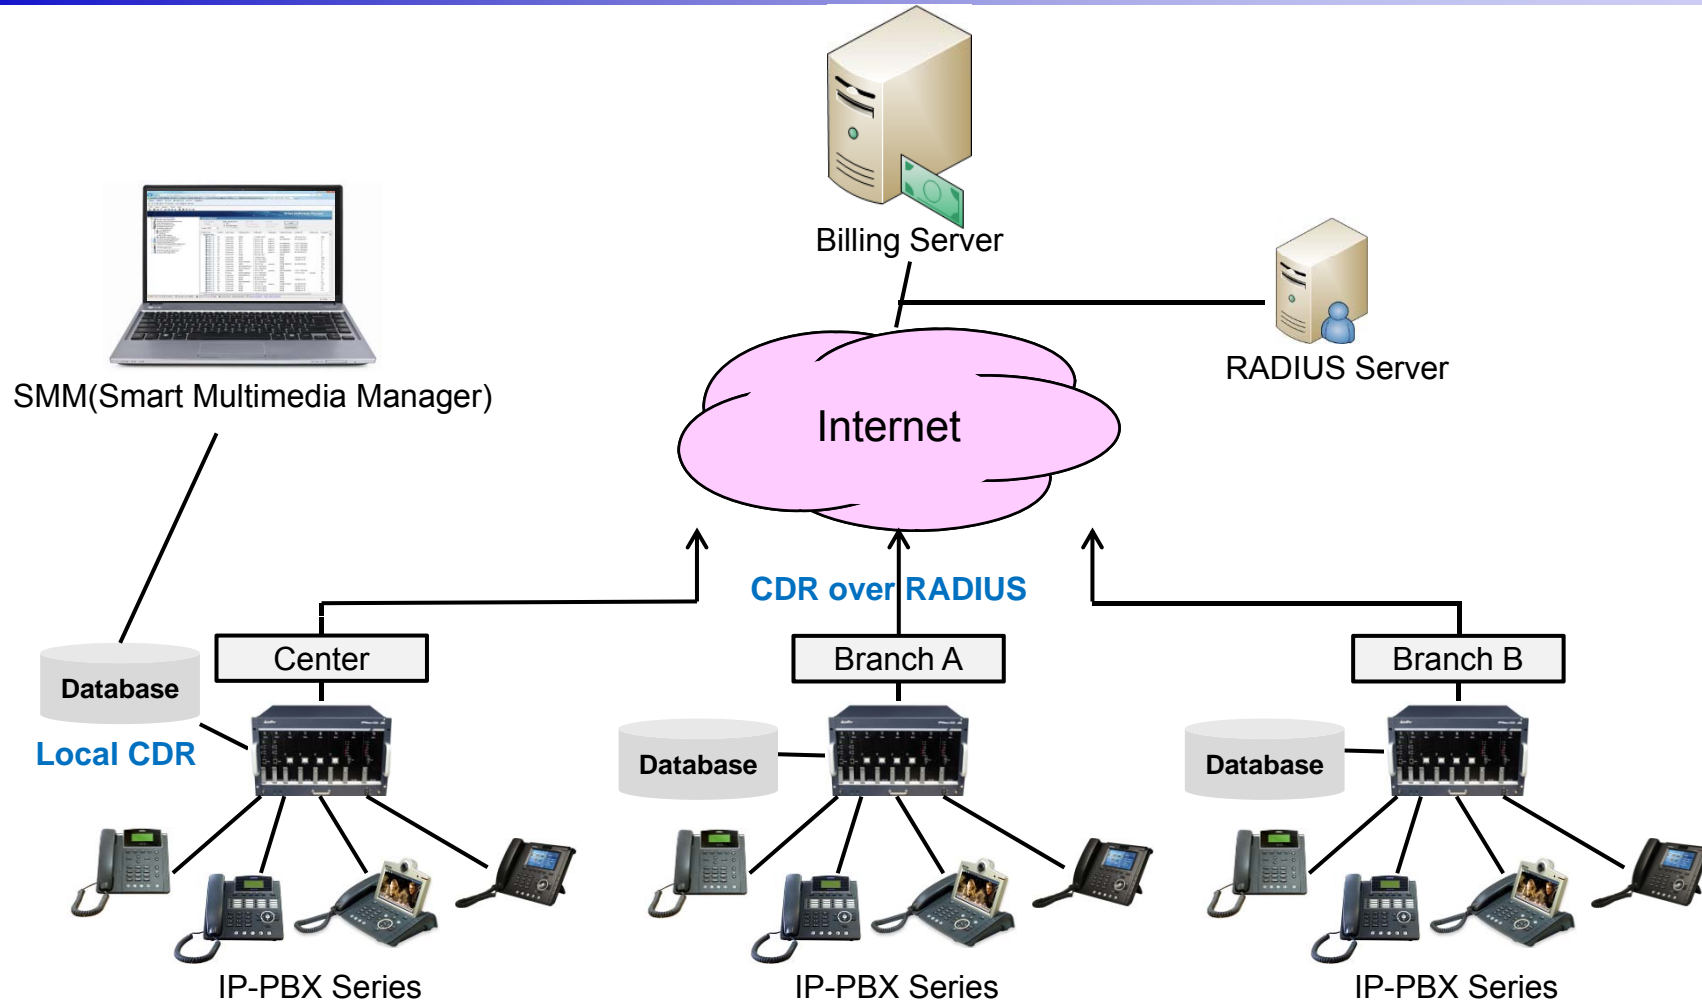 Billing Server
RADIUS Server
SMM(Smart Multimedia Manager)
Internet
CDR over RADIUS
Center
Branch A
Branch B
Database
Local CDR
Database
Database
IP-PBX Series
IP-PBX Series
IP-PBX Series